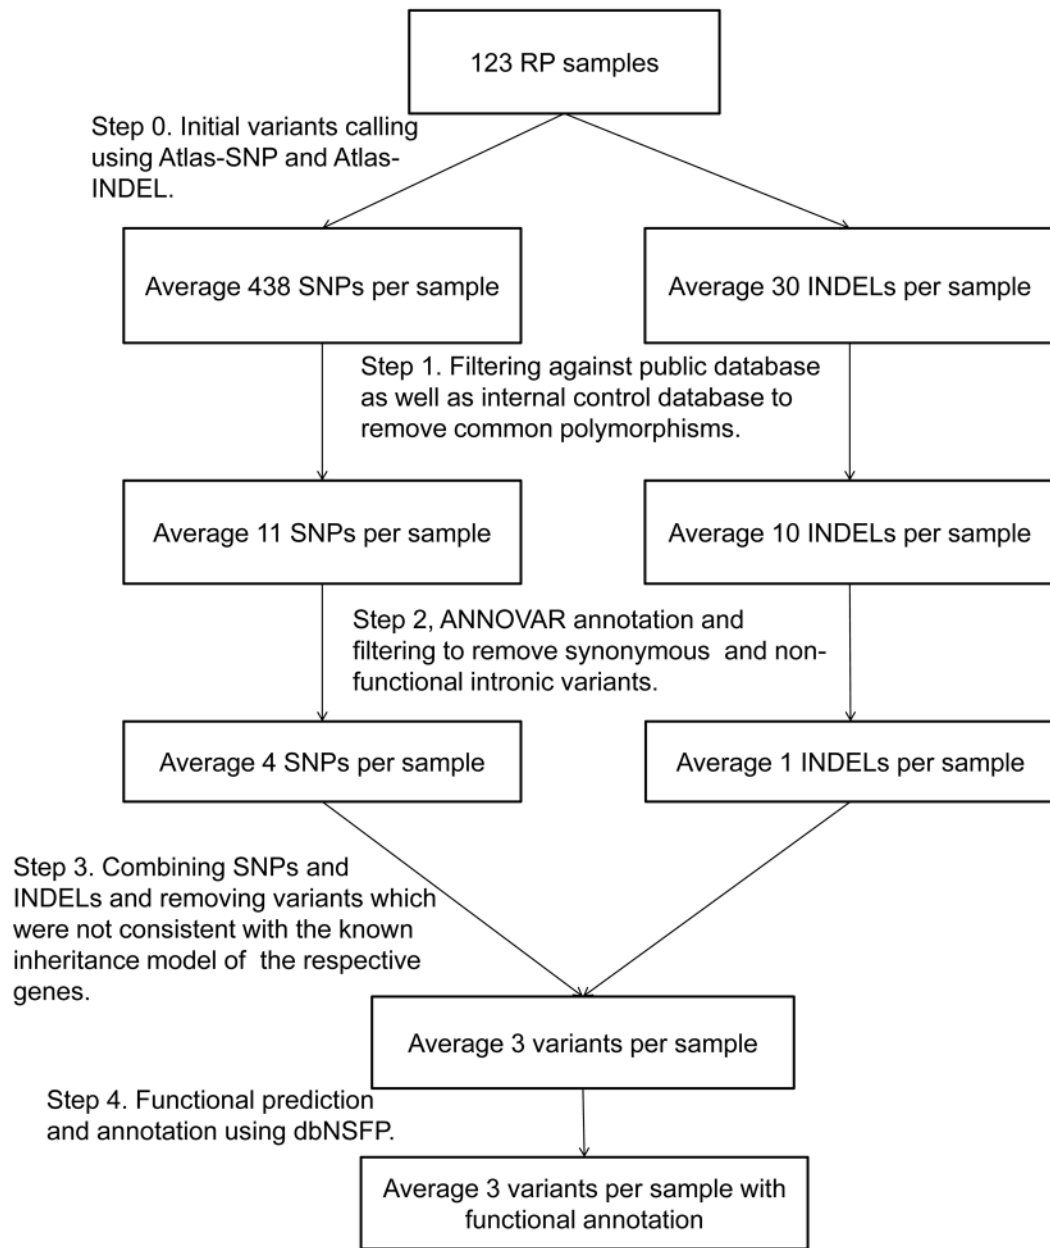 123 RP samples
Step 0. Initial variants calling
using Atlas-SNP and Atlas-
INDEL.
Average 438 SNPs per sample
Average 30 INDELs per sample
Step 1. Filtering against public database
as well as internal control database to
remove common polymorphisms.
Average 11 SNPs per sample
Average 10 INDELs per sample
Step 2, ANNOVAR annotation and
filtering to remove synonymous and non-
functional intronic variants.
Average 4 SNPs per sample
Average 1 INDELs per sample
Step 3. Combining SNPs and
INDELs and removing variants which
were not consistent with the known
inheritance model of the respective
genes.
Average 3 variants per sample
Step 4. Functional prediction
and annotation using dbNSFP.
Average 3 variants per sample with
functional annotation